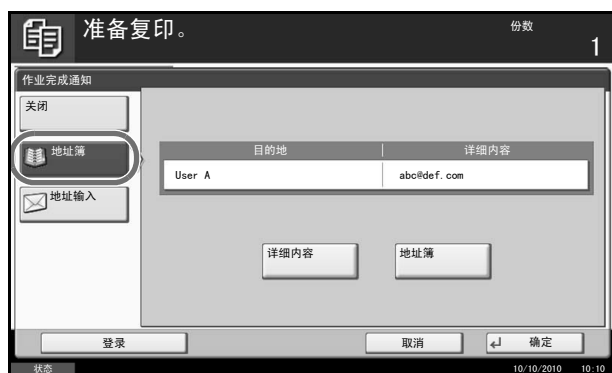 准备复印。
份数
1
作业完成通知
关闭
地址簿
地址输入
目的地 详细内容
User A abc@def.com
详细内容 地址簿
登录 取消 确定
状态 10/10/2010 10:10